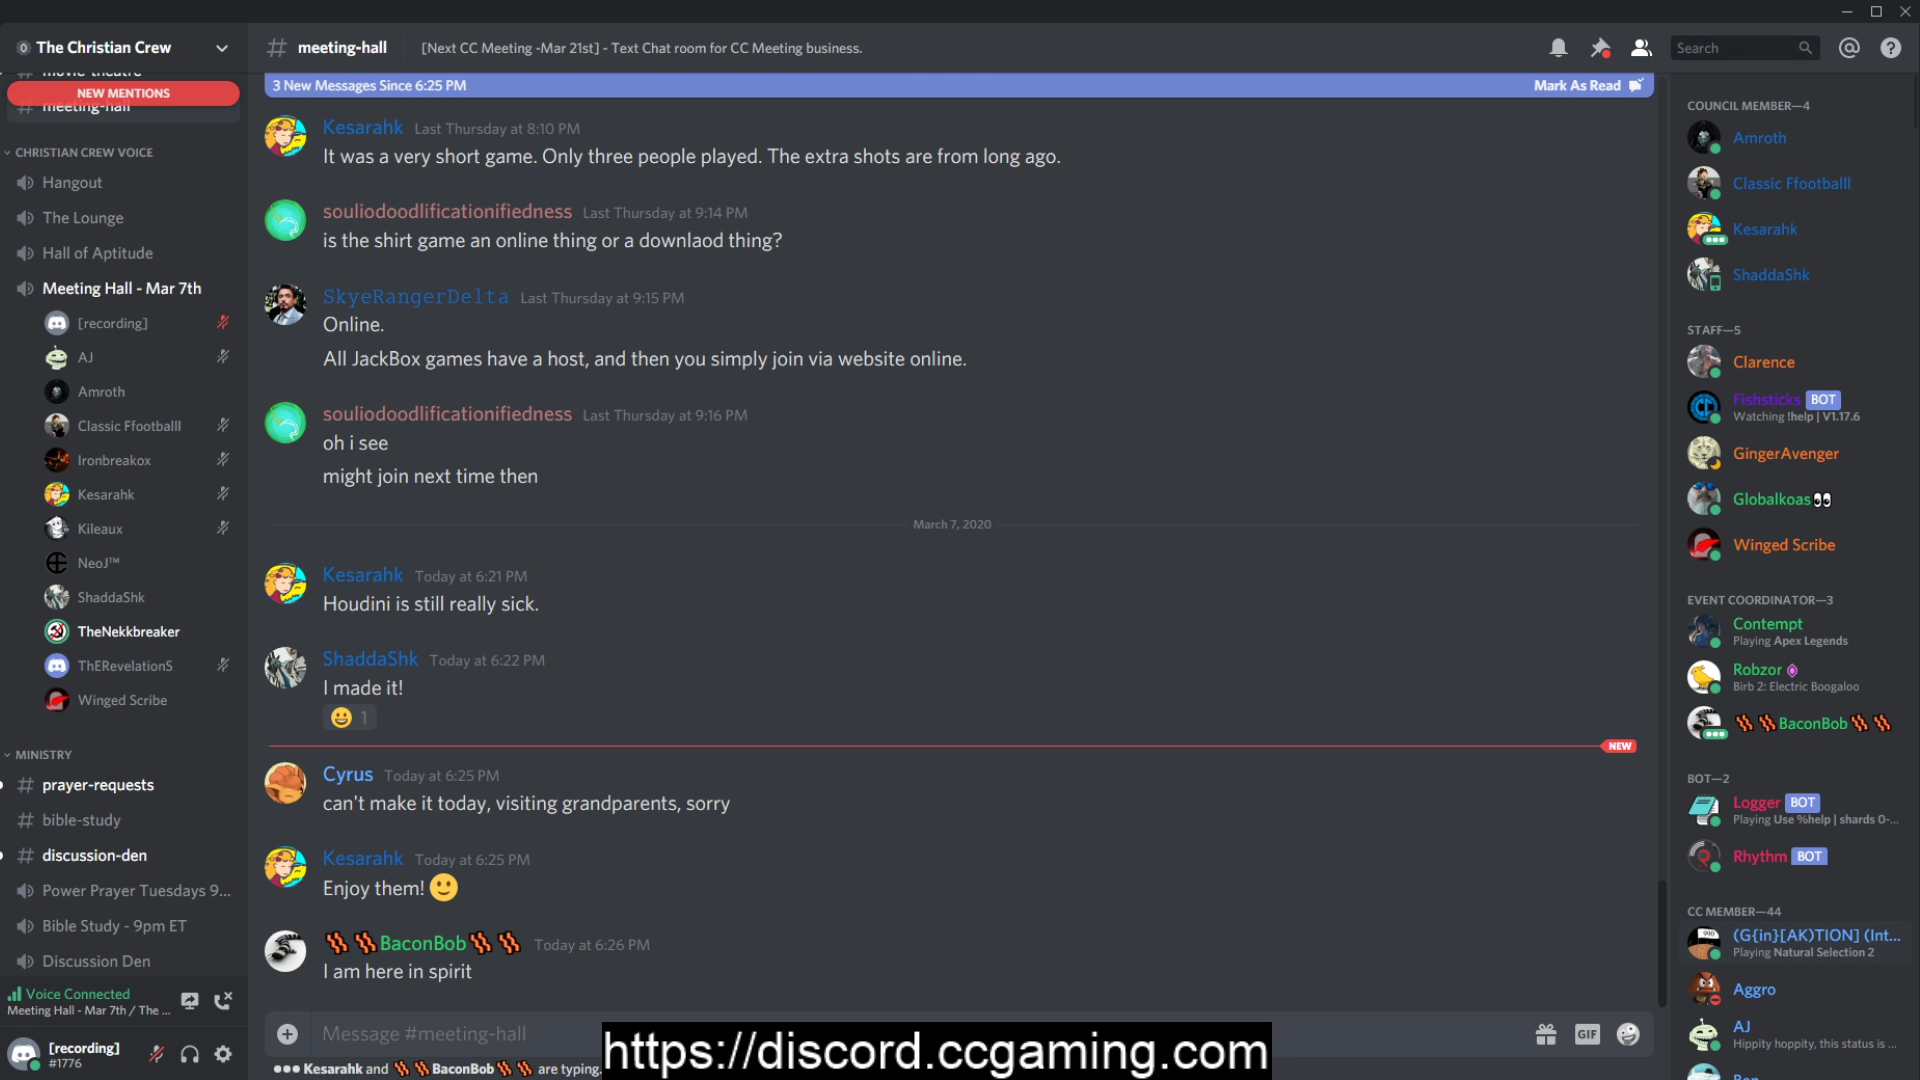 The Christian Crew
movie-theatre
NEW MENTIONS
meeting-hall
CHRISTIAN CREW VOICE
Hangout
The Lounge
Hall of Aptitude
Meeting Hall - Mar 7th
[recording]
AJ
Amroth
Classic Ffootballl
Ironbreakox
Kesarahk
Kileaux
NeoJ™
ShaddaShk
TheNekkbreaker
ThERevelationS
Winged Scribe
MINISTRY
prayer-requests
bible-study
discussion-den
Power Prayer Tuesdays 9...
Bible Study - 9pm ET
Discussion Den
Voice Connected
Meeting Hall - Mar 7th / The ...
[recording]
#1776
meeting-hall
[Next CC Meeting -Mar 21st] - Text Chat room for CC Meeting business.
Search
3 New Messages Since 6:25 PM
Mark As Read
Kesarahk Last Thursday at 8:10 PM
It was a very short game. Only three people played. The extra shots are from long ago.
souliodoodlificationifiedness Last Thursday at 9:14 PM
is the shirt game an online thing or a downlaod thing?
SkyeRangerDelta Last Thursday at 9:15 PM
Online.
All JackBox games have a host, and then you simply join via website online.
souliodoodlificationifiedness Last Thursday at 9:16 PM
oh i see
might join next time then
March 7, 2020
Kesarahk Today at 6:21 PM
Houdini is still really sick.
ShaddaShk Today at 6:22 PM
I made it!
😀 1
NEW
Cyrus Today at 6:25 PM
can't make it today, visiting grandparents, sorry
Kesarahk Today at 6:25 PM
Enjoy them! 🙂
🥓🥓BaconBob🥓🥓 Today at 6:26 PM
I am here in spirit
Message #meeting-hall
GIF
Kesarahk and 🥓🥓BaconBob🥓🥓 are typing.
https://discord.ccgaming.com
COUNCIL MEMBER—4
Amroth
Classic Ffootballl
Kesarahk
ShaddaShk
STAFF—5
Clarence
Fishsticks BOT
Watching !help | V1.17.6
GingerAvenger
Globalkoas👀
Winged Scribe
EVENT COORDINATOR—3
Contempt
Playing Apex Legends
Robzor
Birb 2: Electric Boogaloo
🥓🥓BaconBob🥓🥓
BOT—2
Logger BOT
Playing Use %help | shards 0-...
Rhythm BOT
CC MEMBER—44
(G{in}[AK)TION] (Int...
Playing Natural Selection 2
Aggro
AJ
Hippity hoppity, this status is ...